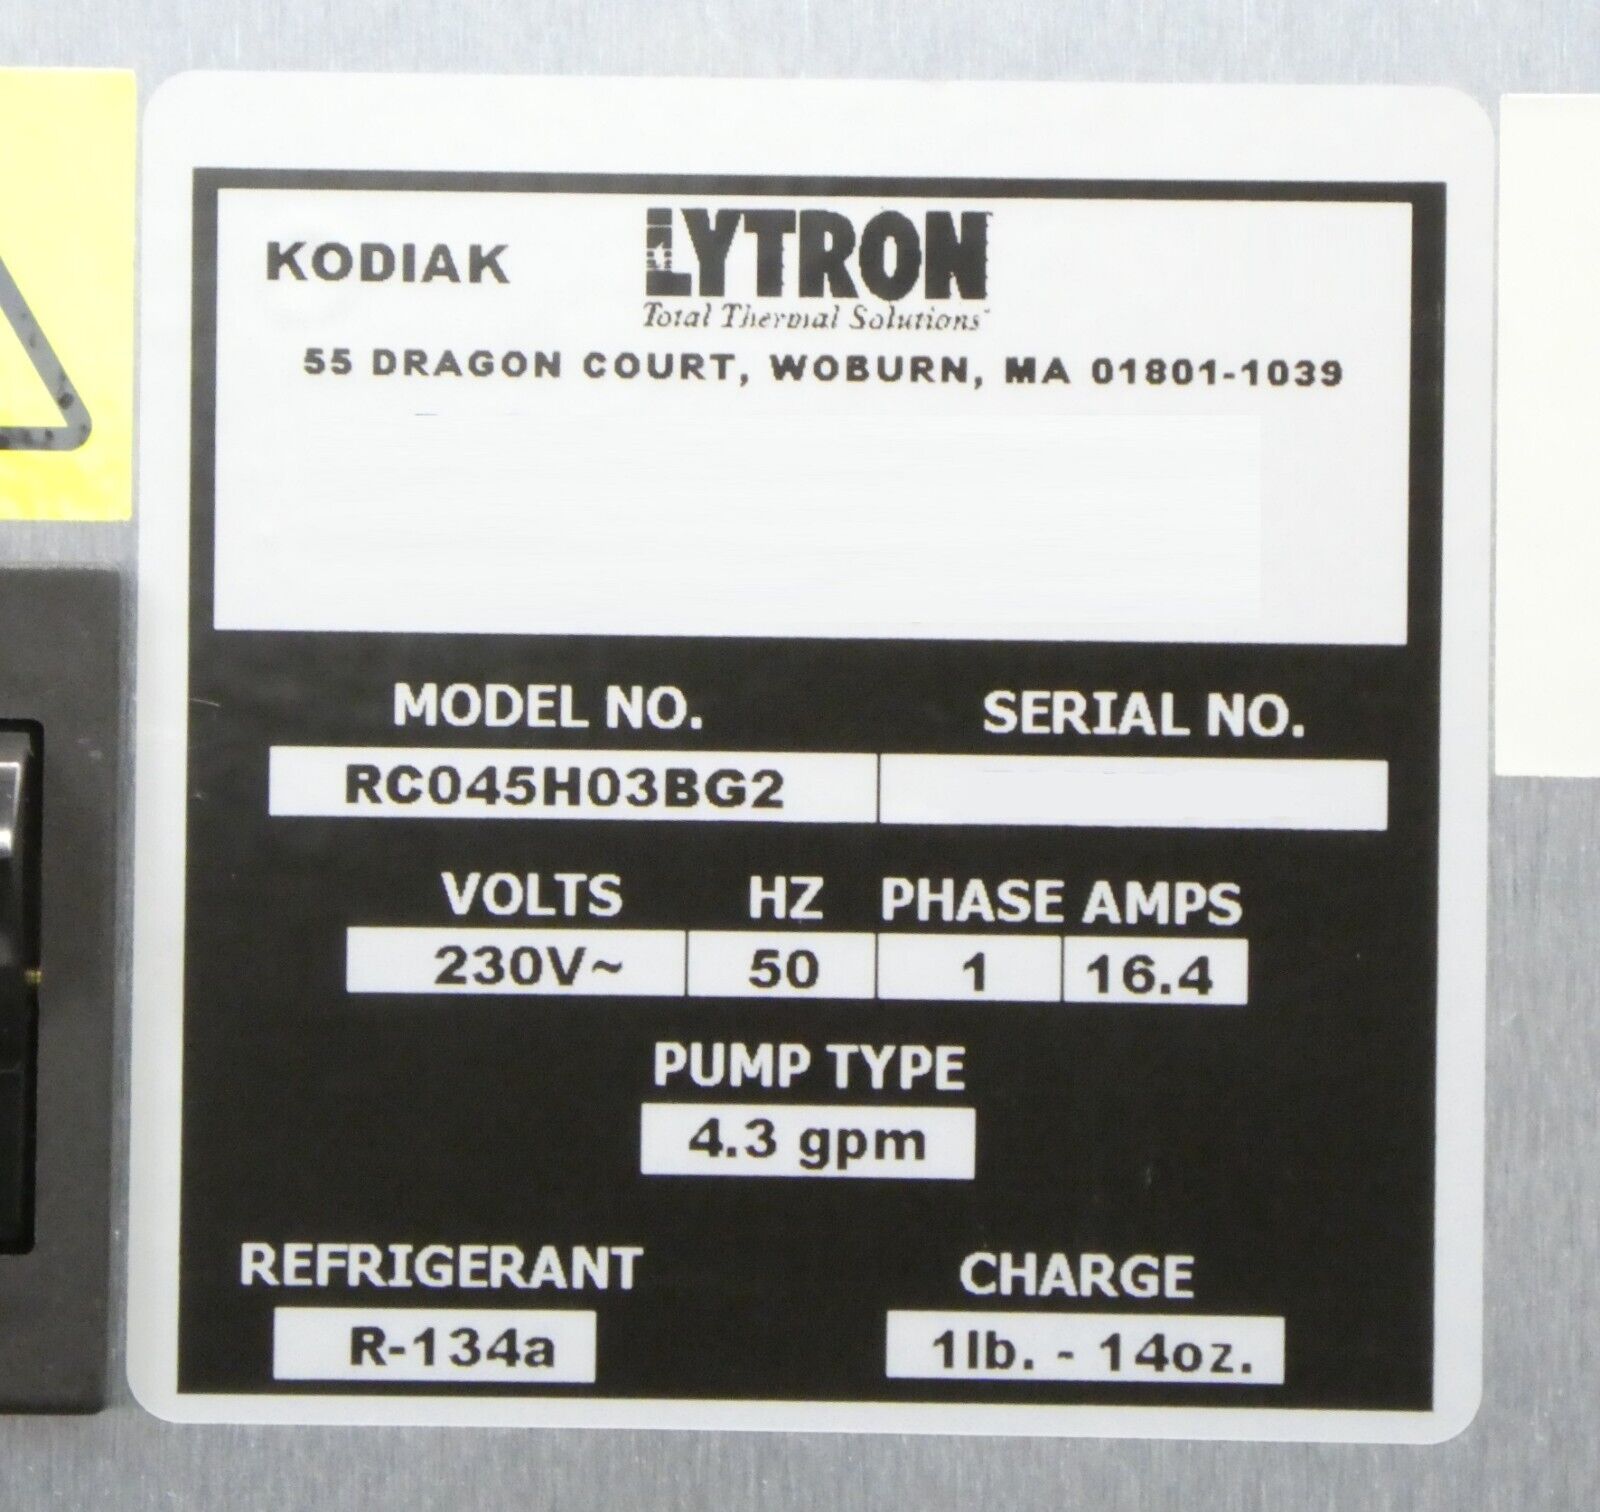 KODIAK LYTRON
Total Thermal Solutions
55 DRAGON COURT, WOBURN, MA 01801-1039
MODEL NO. SERIAL NO.
RC045H03BG2
VOLTS HZ PHASE AMPS
230V~ 50 1 16.4
PUMP TYPE
4.3 gpm
REFRIGERANT CHARGE
R-134a 1lb. - 14oz.